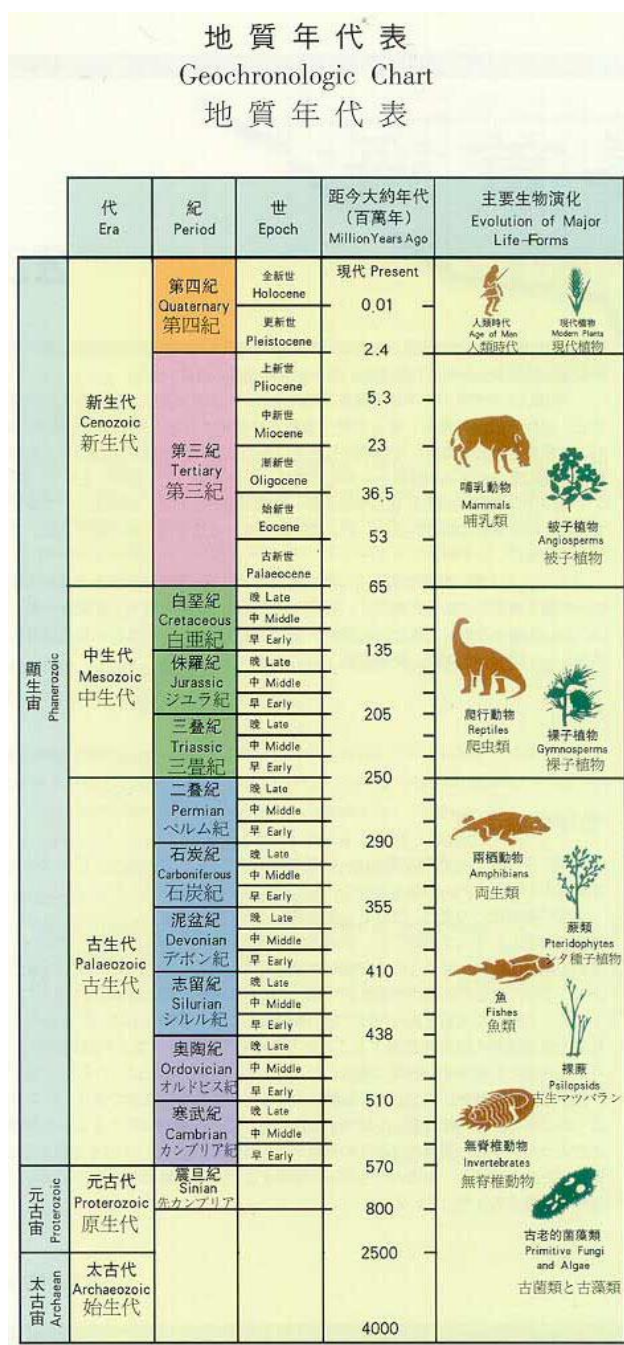 地質年代表
Geochronologic Chart
地質年代表
代
Era
紀
Period
世
Epoch
距今大約年代
(百萬年)
Million Years Ago
主要生物演化
Evolution of Major
Life-Forms
顯生宙
Phanerozoic
元古宙
Proterozoic
太古宙
Archaean
新生代
Cenozoic
新生代
中生代
Mesozoic
中生代
古生代
Palaeozoic
古生代
元古代
Proterozoic
原生代
太古代
Archaeozoic
始生代
第四紀
Quaternary
第四紀
第三紀
Tertiary
第三紀
白堊紀
Cretaceous
白亜紀
侏羅紀
Jurassic
ジユラ紀
三叠紀
Triassic
三畳紀
二叠紀
Permian
ペルム紀
石炭紀
Carboniferous
石炭紀
泥盆紀
Devonian
デボン紀
志留紀
Silurian
シルル紀
奧陶紀
Ordovician
オルドビス紀
寒武紀
Cambrian
カンブリア紀
震旦紀
Sinian
先カンブリア
全新世
Holocene
更新世
Pleistocene
上新世
Pliocene
中新世
Miocene
漸新世
Oligocene
始新世
Eocene
古新世
Palaeocene
晚 Late
中 Middle
早 Early
晚 Late
中 Middle
早 Early
晚 Late
中 Middle
早 Early
晚 Late
中 Middle
早 Early
晚 Late
中 Middle
早 Early
晚 Late
中 Middle
早 Early
晚 Late
中 Middle
早 Early
晚 Late
中 Middle
早 Early
晚 Late
中 Middle
早 Early
現代 Present
0.01
2.4
5.3
23
36.5
53
65
135
205
250
290
355
410
438
510
570
800
2500
4000
人類時代
Age of Man
人類時代
現代植物
Modern Plants
現代植物
哺乳動物
Mammals
哺乳類
被子植物
Angiosperms
被子植物
爬行動物
Reptiles
爬虫類
裸子植物
Gymnosperms
裸子植物
兩栖動物
Amphibians
両生類
蕨類
Pteridophytes
シダ種子植物
魚
Fishes
魚類
裸蕨
Psilopsids
古生マツバラン
無脊椎動物
Invertebrates
無脊椎動物
古老的菌藻類
Primitive Fungi
and Algae
古菌類と古藻類